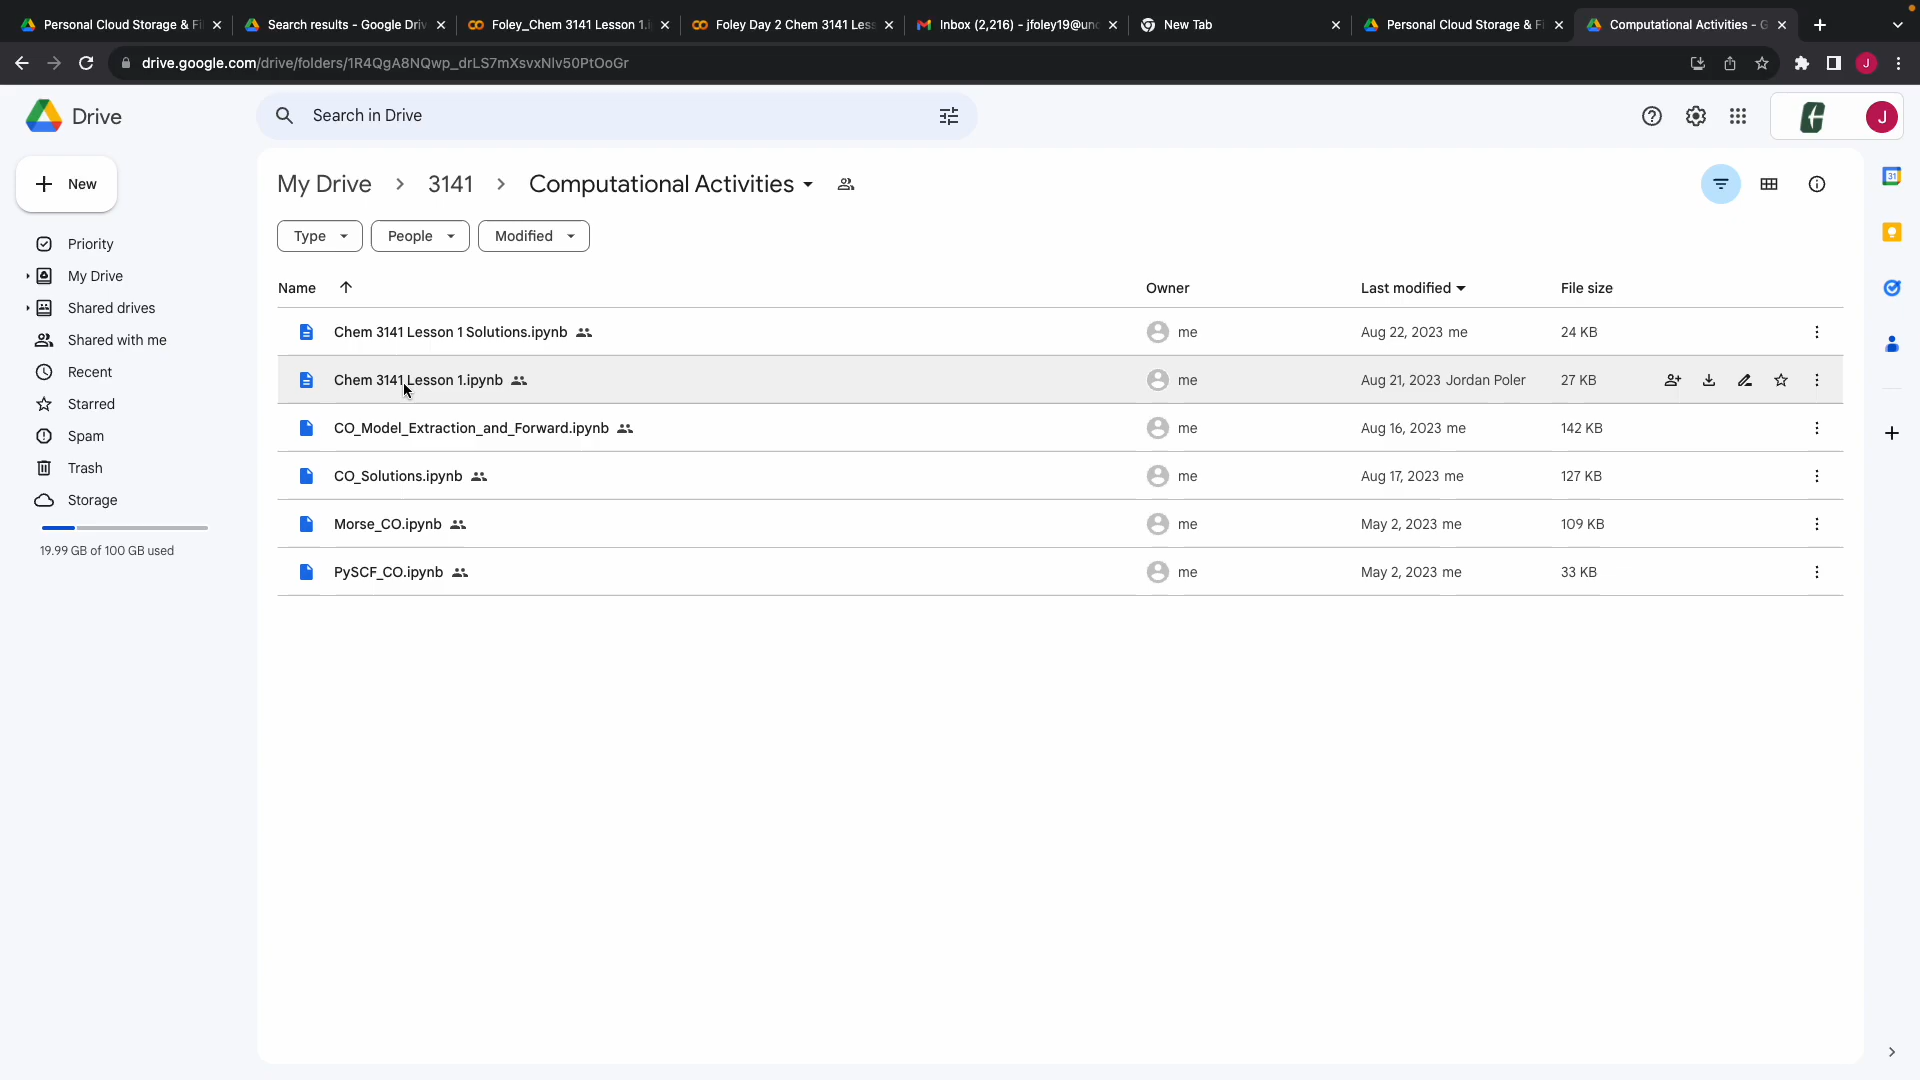 Personal Cloud Storage & Fi
Search results - Google Driv
Foley_Chem 3141 Lesson 1.i
Foley Day 2 Chem 3141 Less
Inbox (2,216) - jfoley19@unc
New Tab
Personal Cloud Storage & Fi
Computational Activities - G
drive.google.com/drive/folders/1R4QgA8NQwp_drLS7mXsvxNlv50PtOoGr
Drive
Search in Drive
J
J
New
My Drive > 3141 > Computational Activities
Type
People
Modified
Priority
My Drive
Shared drives
Shared with me
Recent
Starred
Spam
Trash
Storage
19.99 GB of 100 GB used
Name
Owner
Last modified
File size
Chem 3141 Lesson 1 Solutions.ipynb me Aug 22, 2023 me 24 KB
Chem 3141 Lesson 1.ipynb me Aug 21, 2023 Jordan Poler 27 KB
CO_Model_Extraction_and_Forward.ipynb me Aug 16, 2023 me 142 KB
CO_Solutions.ipynb me Aug 17, 2023 me 127 KB
Morse_CO.ipynb me May 2, 2023 me 109 KB
PySCF_CO.ipynb me May 2, 2023 me 33 KB
31